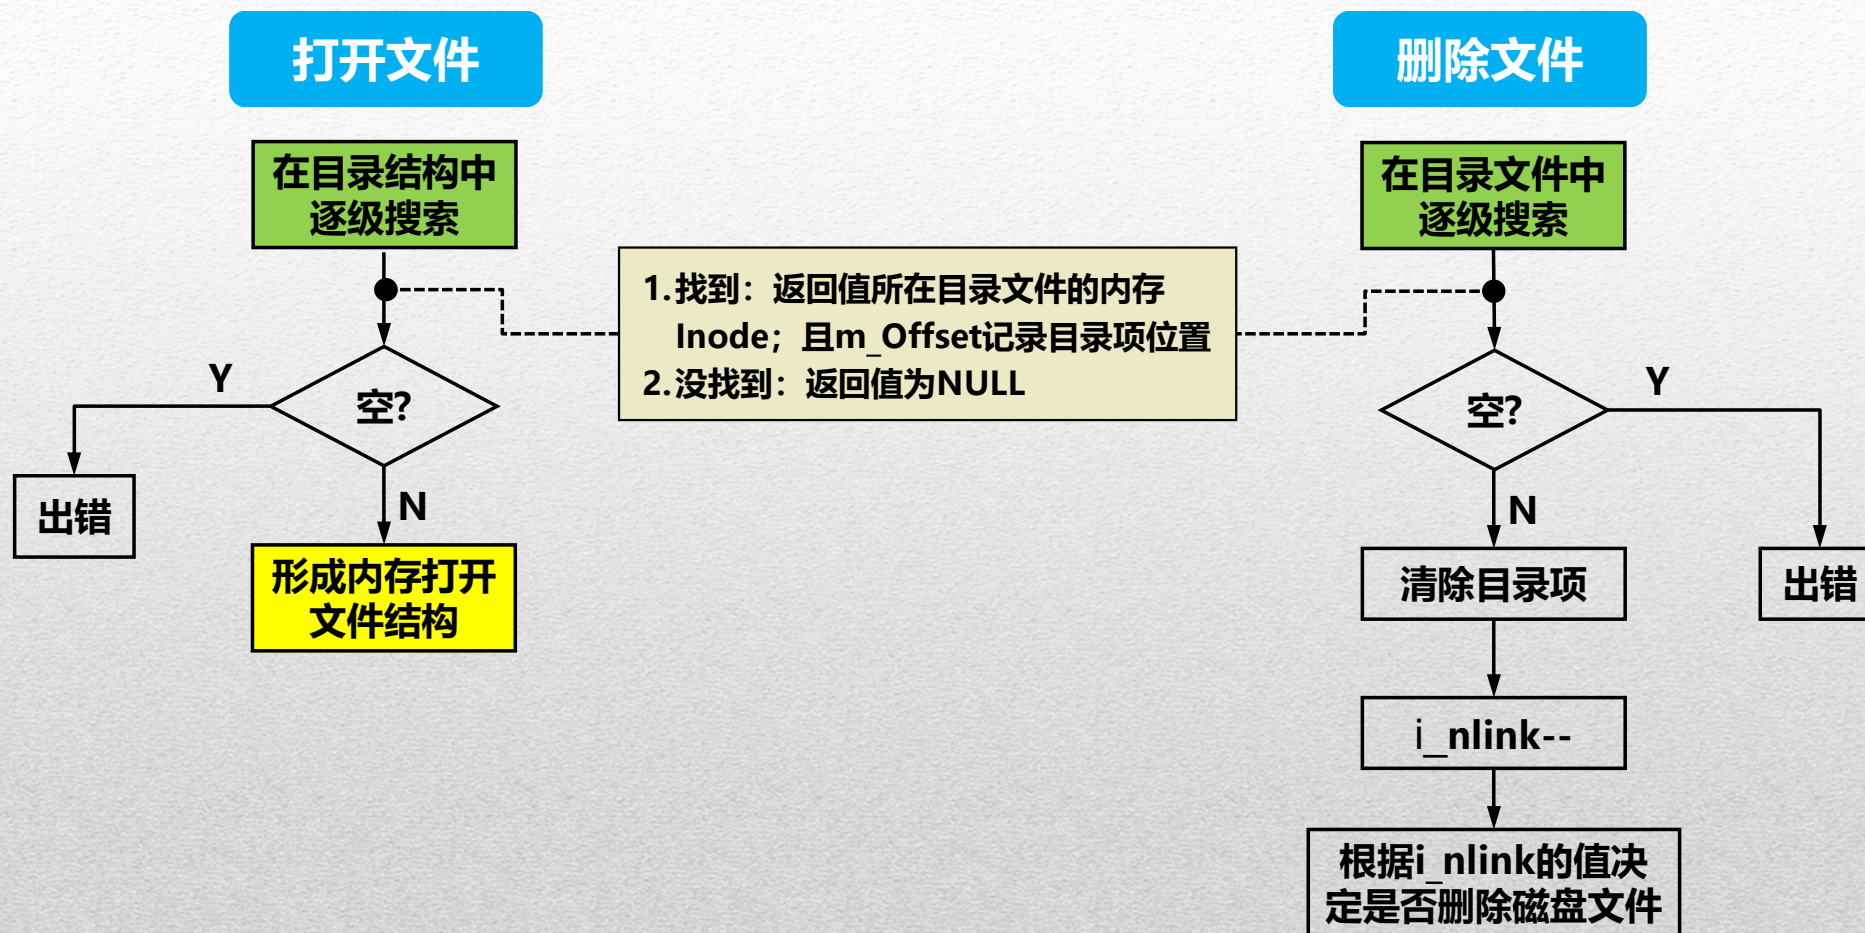 打开文件
在目录结构中
逐级搜索
空?
Y
N
出错
形成内存打开
文件结构
1.找到：返回值所在目录文件的内存
Inode；且m_Offset记录目录项位置
2.没找到：返回值为NULL
删除文件
在目录文件中
逐级搜索
空?
Y
N
出错
清除目录项
i_nlink--
根据i_nlink的值决
定是否删除磁盘文件